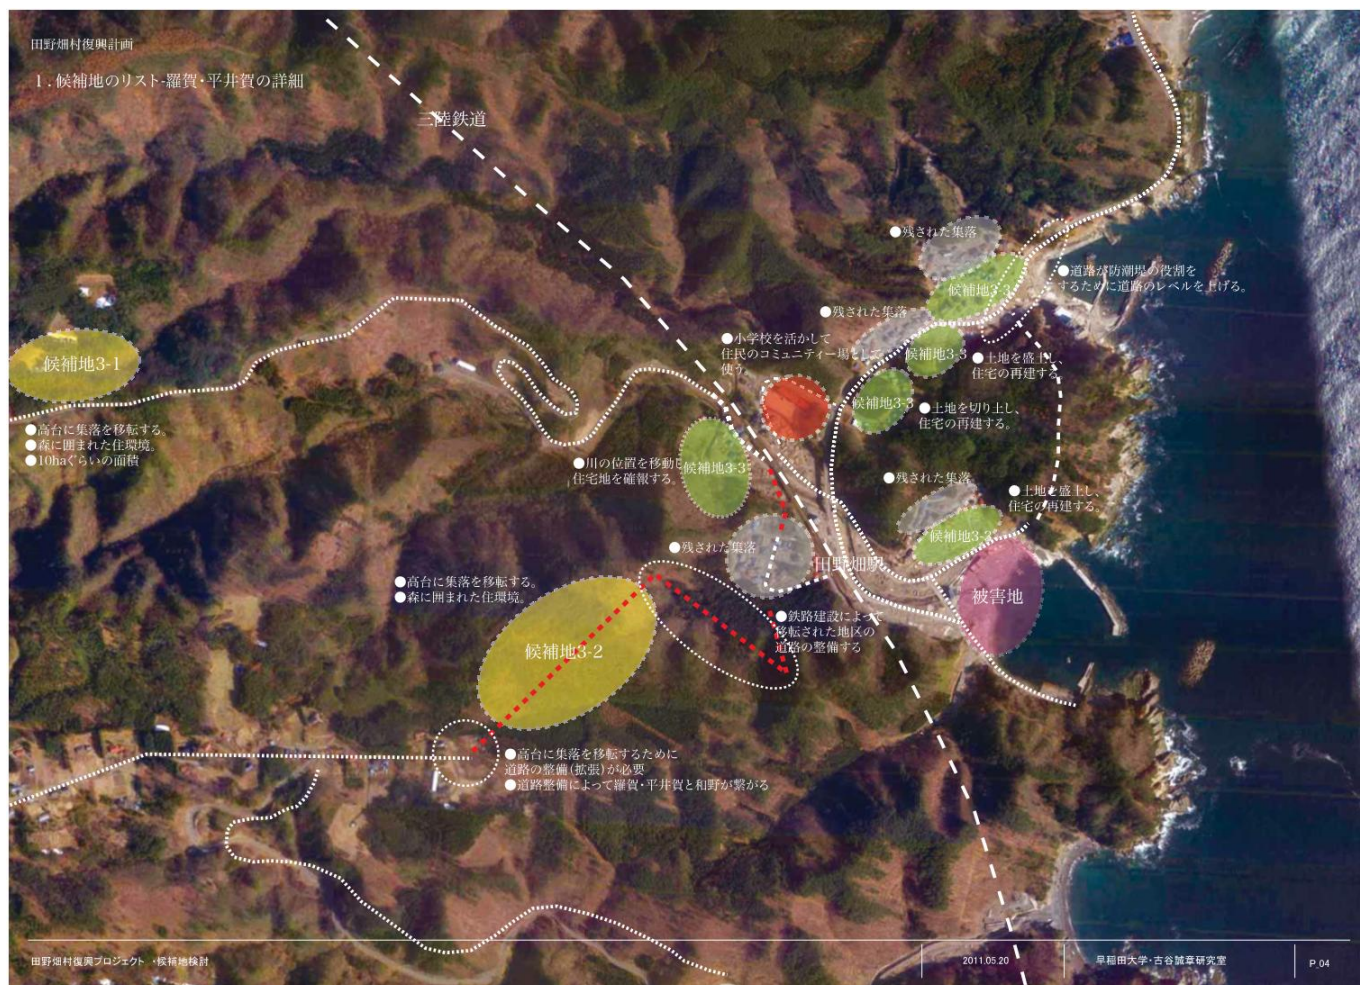 田野畑村復興計画
1.候補地のリスト-羅賀・平井賀の詳細
三陸鉄道
●残された集落
候補地3-3
●道路が防潮堤の役割を
するために道路のレベルを上げる。
●残された集落
●小学校を活かして
住民のコミュニティー場として
使う。
候補地3-3
●土地を盛土し、
住宅の再建する。
候補地3-1
候補地3-3
●土地を切り土し、
住宅の再建する。
●高台に集落を移転する。
●森に囲まれた住環境。
●10haぐらいの面積
●川の位置を移動し
住宅地を確報する。
候補地3-3
●残された集落
●土地を盛土し、
住宅の再建する。
候補地3-3
●残された集落
田野畑駅
●高台に集落を移転する。
●森に囲まれた住環境。
被害地
●鉄路建設によって
移転された地区の
道路の整備する
候補地3-2
●高台に集落を移転するために
道路の整備(拡張)が必要
●道路整備によって羅賀・平井賀と和野が繋がる
田野畑村復興プロジェクト ・候補地検討
2011.05.20
早稲田大学・古谷誠章研究室
P.04